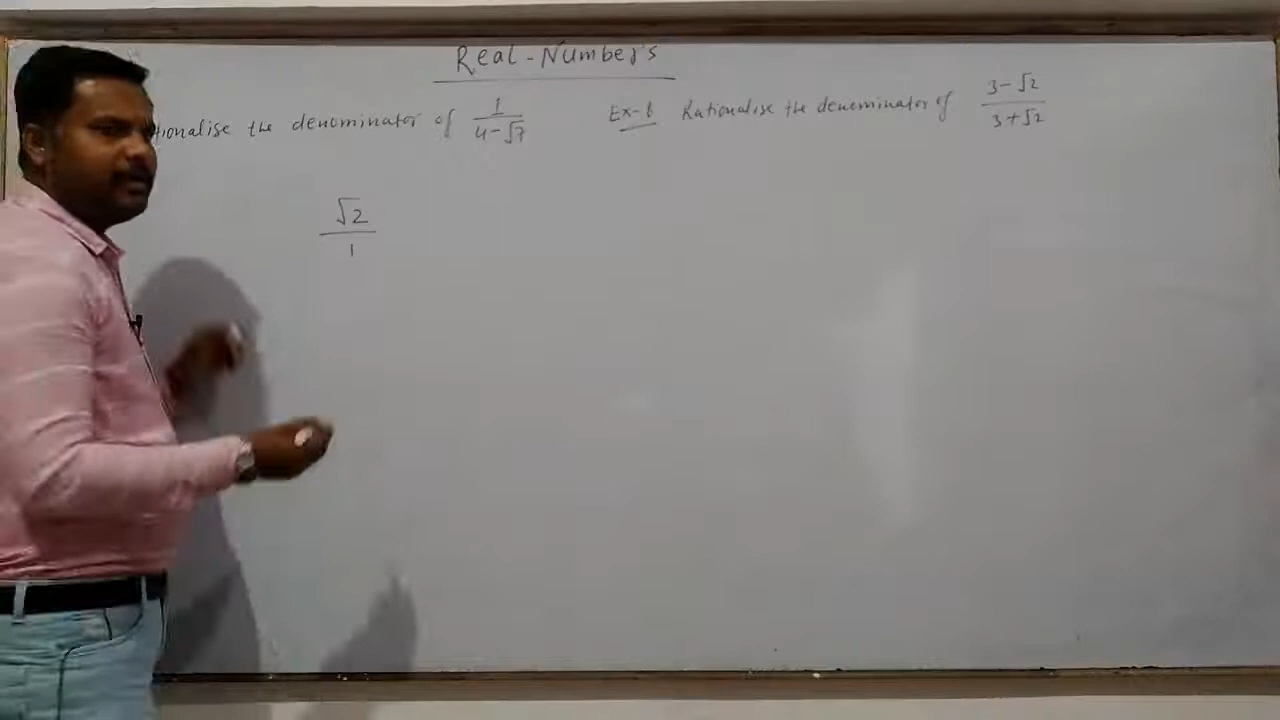 Real-Numbers
tionalise the denominator of 1/(4-√7)
Ex-6 Rationalise the denominator of (3-√2)/(3+√2)
√2/1